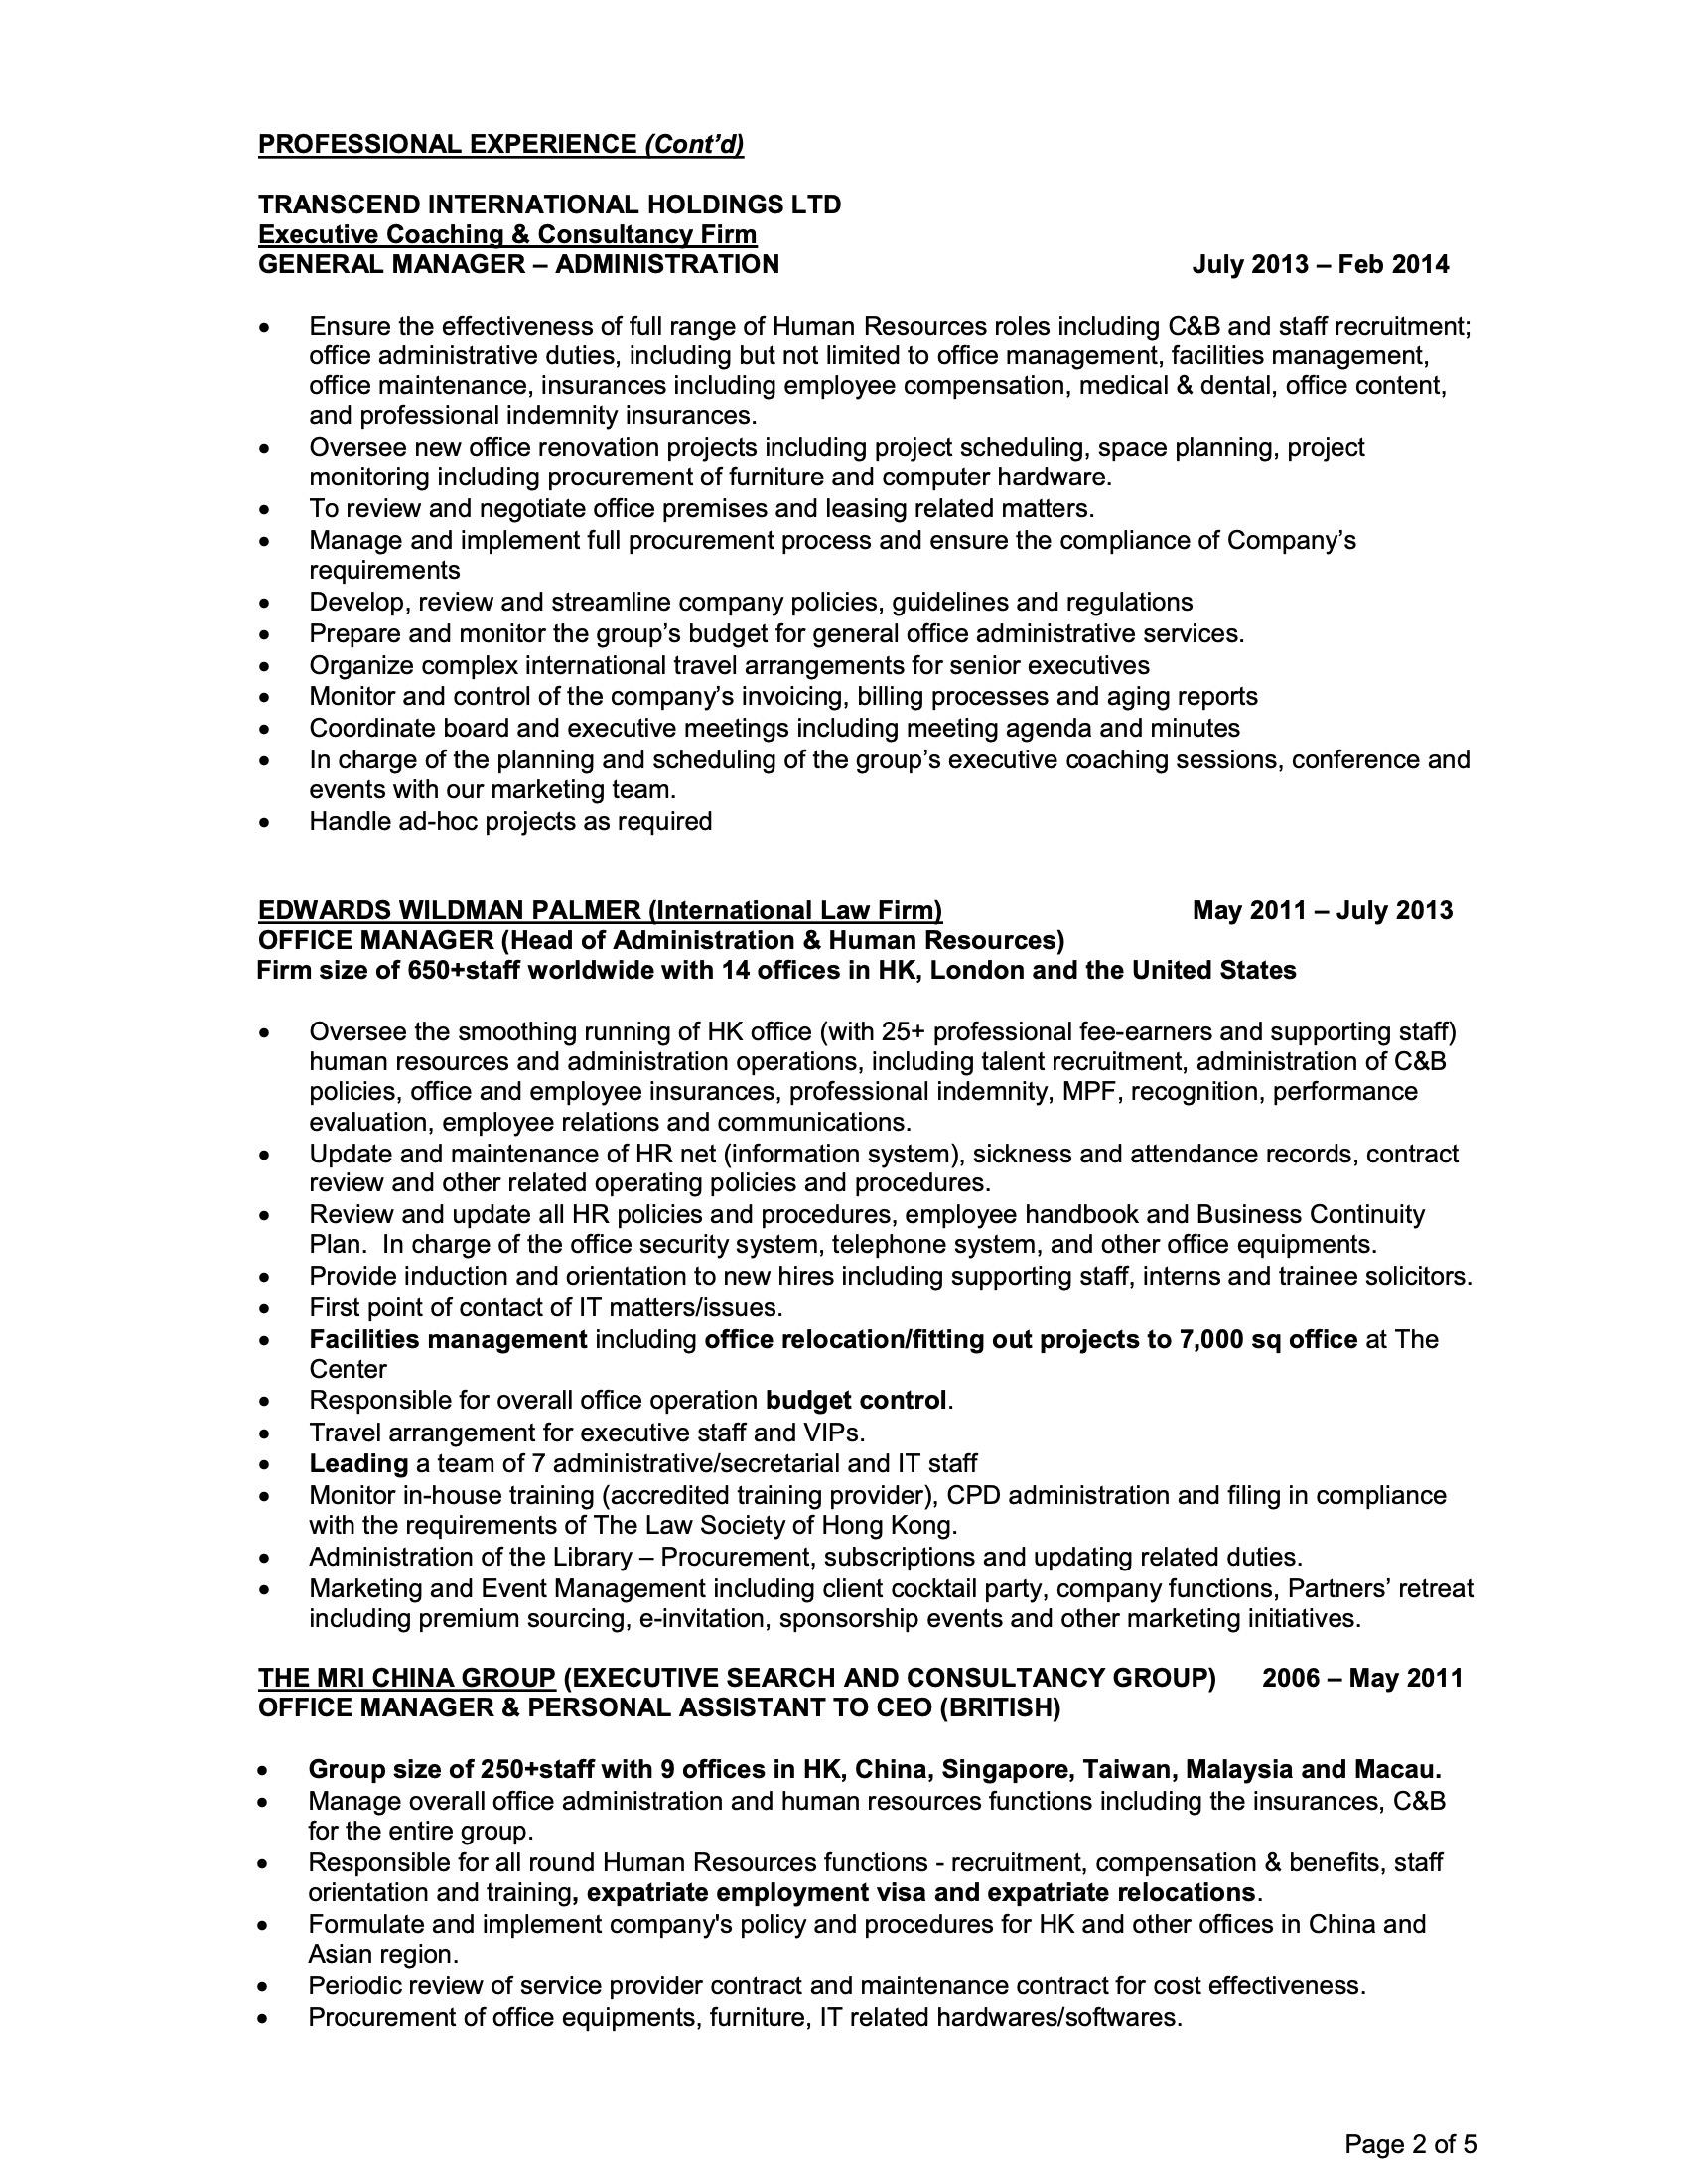 PROFESSIONAL EXPERIENCE (Cont’d)
TRANSCEND INTERNATIONAL HOLDINGS LTD
Executive Coaching & Consultancy Firm
GENERAL MANAGER – ADMINISTRATION July 2013 – Feb 2014
• Ensure the effectiveness of full range of Human Resources roles including C&B and staff recruitment;
office administrative duties, including but not limited to office management, facilities management,
office maintenance, insurances including employee compensation, medical & dental, office content,
and professional indemnity insurances.
• Oversee new office renovation projects including project scheduling, space planning, project
monitoring including procurement of furniture and computer hardware.
• To review and negotiate office premises and leasing related matters.
• Manage and implement full procurement process and ensure the compliance of Company’s
requirements
• Develop, review and streamline company policies, guidelines and regulations
• Prepare and monitor the group’s budget for general office administrative services.
• Organize complex international travel arrangements for senior executives
• Monitor and control of the company’s invoicing, billing processes and aging reports
• Coordinate board and executive meetings including meeting agenda and minutes
• In charge of the planning and scheduling of the group’s executive coaching sessions, conference and
events with our marketing team.
• Handle ad-hoc projects as required
EDWARDS WILDMAN PALMER (International Law Firm) May 2011 – July 2013
OFFICE MANAGER (Head of Administration & Human Resources)
Firm size of 650+staff worldwide with 14 offices in HK, London and the United States
• Oversee the smoothing running of HK office (with 25+ professional fee-earners and supporting staff)
human resources and administration operations, including talent recruitment, administration of C&B
policies, office and employee insurances, professional indemnity, MPF, recognition, performance
evaluation, employee relations and communications.
• Update and maintenance of HR net (information system), sickness and attendance records, contract
review and other related operating policies and procedures.
• Review and update all HR policies and procedures, employee handbook and Business Continuity
Plan.  In charge of the office security system, telephone system, and other office equipments.
• Provide induction and orientation to new hires including supporting staff, interns and trainee solicitors.
• First point of contact of IT matters/issues.
• Facilities management including office relocation/fitting out projects to 7,000 sq office at The
Center
• Responsible for overall office operation budget control.
• Travel arrangement for executive staff and VIPs.
• Leading a team of 7 administrative/secretarial and IT staff
• Monitor in-house training (accredited training provider), CPD administration and filing in compliance
with the requirements of The Law Society of Hong Kong.
• Administration of the Library – Procurement, subscriptions and updating related duties.
• Marketing and Event Management including client cocktail party, company functions, Partners’ retreat
including premium sourcing, e-invitation, sponsorship events and other marketing initiatives.
THE MRI CHINA GROUP (EXECUTIVE SEARCH AND CONSULTANCY GROUP) 2006 – May 2011
OFFICE MANAGER & PERSONAL ASSISTANT TO CEO (BRITISH)
• Group size of 250+staff with 9 offices in HK, China, Singapore, Taiwan, Malaysia and Macau.
• Manage overall office administration and human resources functions including the insurances, C&B
for the entire group.
• Responsible for all round Human Resources functions - recruitment, compensation & benefits, staff
orientation and training, expatriate employment visa and expatriate relocations.
• Formulate and implement company's policy and procedures for HK and other offices in China and
Asian region.
• Periodic review of service provider contract and maintenance contract for cost effectiveness.
• Procurement of office equipments, furniture, IT related hardwares/softwares.
Page 2 of 5